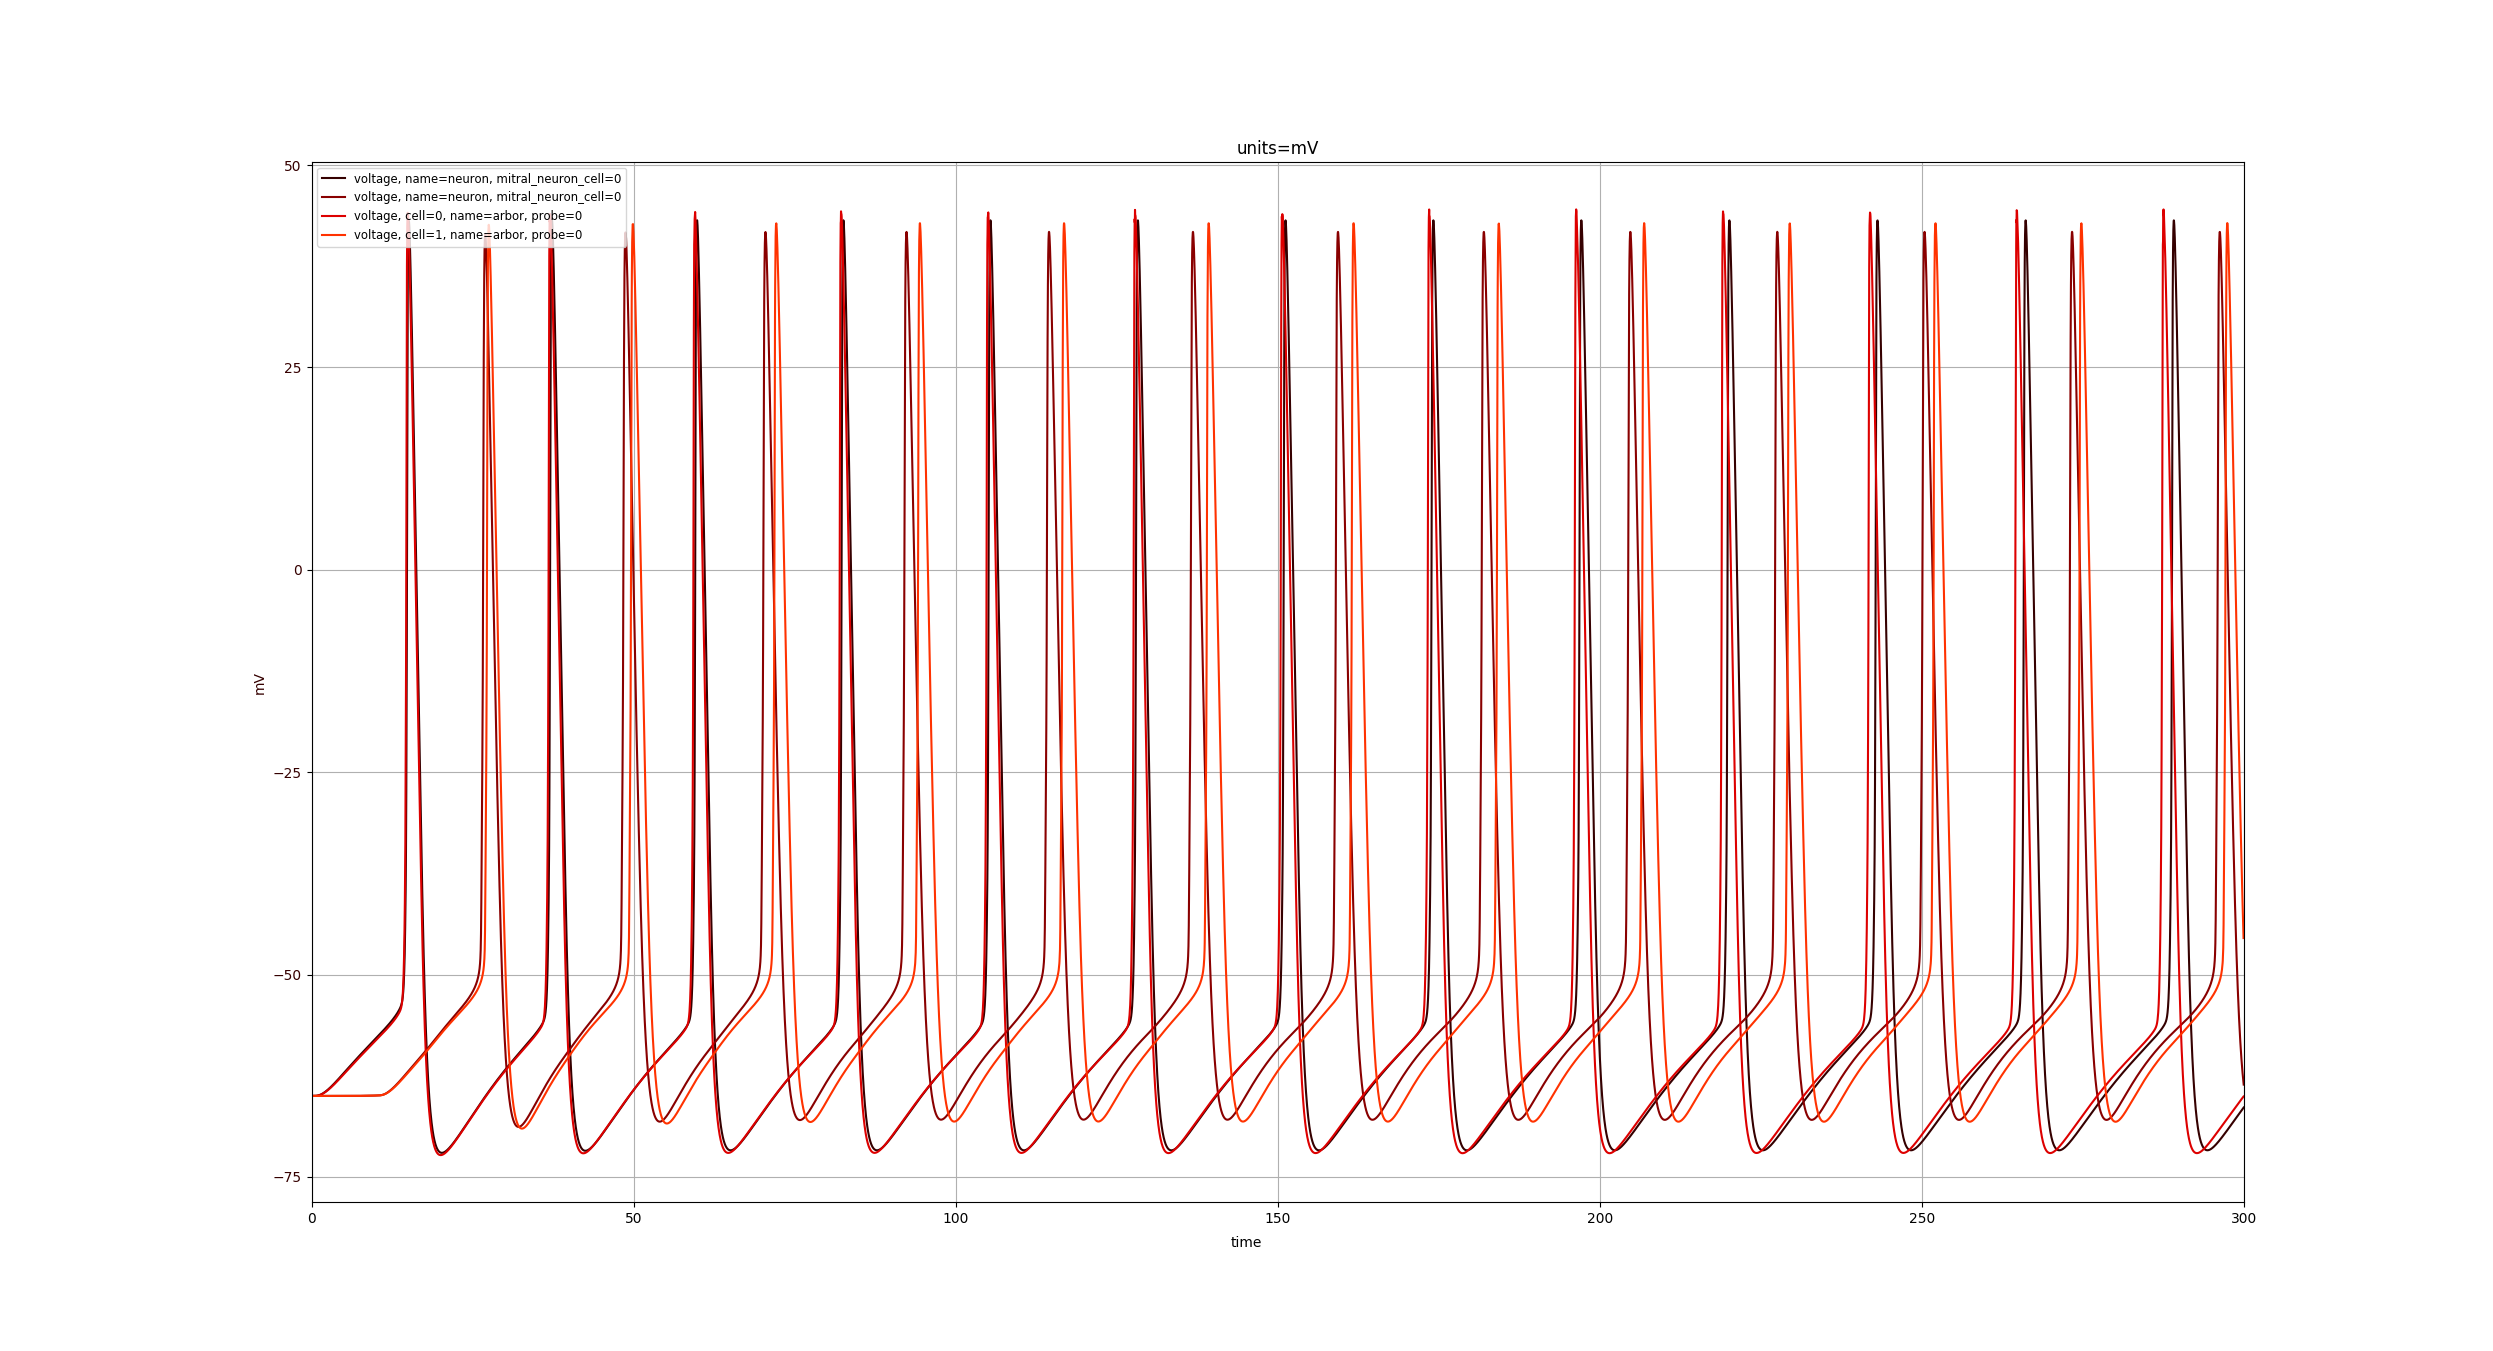 units=mV
50
voltage, name=neuron, mitral_neuron_cell=0
voltage, name=neuron, mitral_neuron_cell=0
voltage, cell=0, name=arbor, probe=0
voltage, cell=1, name=arbor, probe=0
25
0
mV
−25
−50
−75
0 50 100 150 200 250 300
time